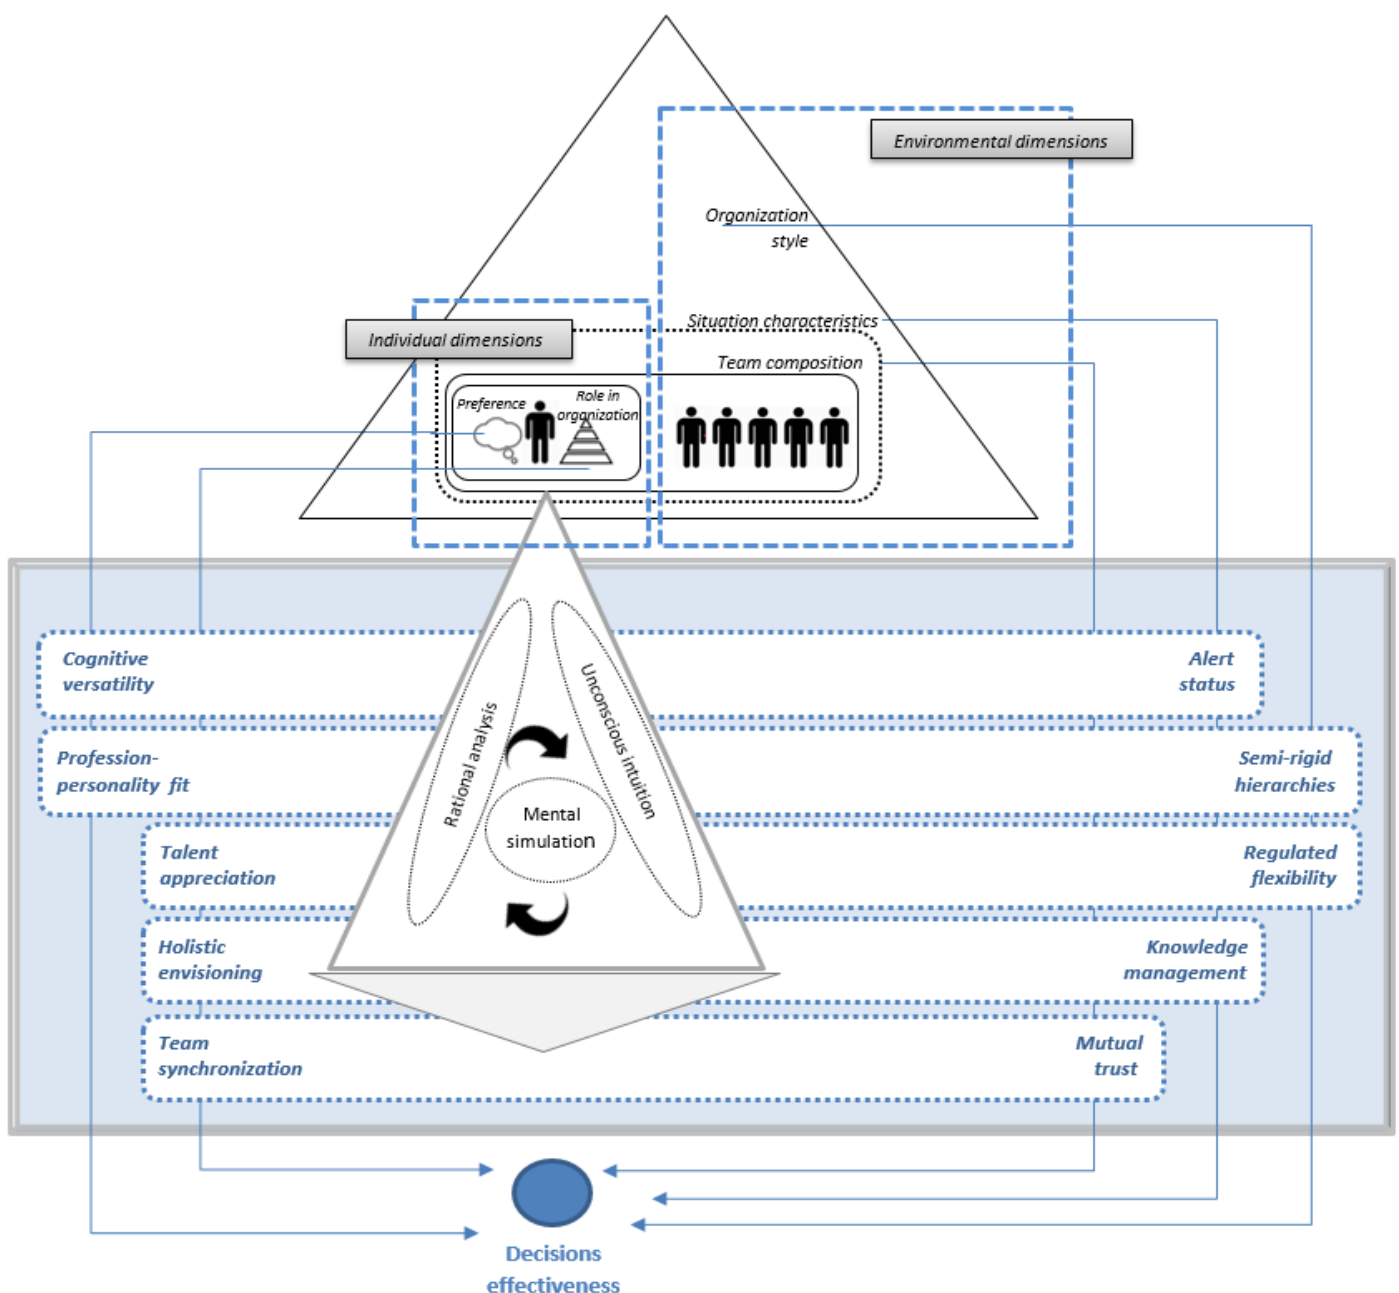 Environmental dimensions
Organization
style
Situation characteristics
Individual dimensions
Team composition
Preference
Role in
organization
Cognitive
versatility
Alert
status
Rational analysis
Unconscious intuition
Profession-
personality fit
Semi-rigid
hierarchies
Mental
simulation
Talent
appreciation
Regulated
flexibility
Holistic
envisioning
Knowledge
management
Team
synchronization
Mutual
trust
Decisions
effectiveness